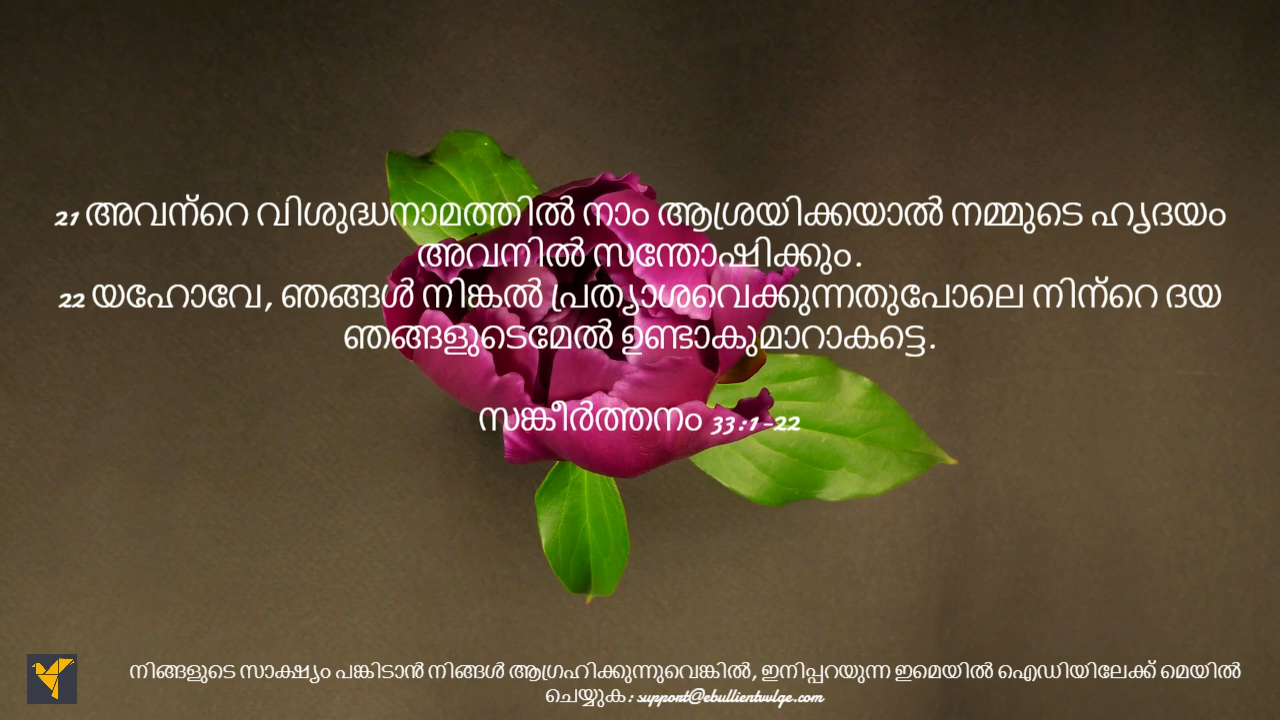 21 അവന്റെ വിശുദ്ധനാമത്തിൽ നാം ആശ്രയിക്കയാൽ നമ്മുടെ ഹൃദയം
അവനിൽ സന്തോഷിക്കും.
22 യഹോവേ, ഞങ്ങൾ നിങ്കൽ പ്രത്യാശവെക്കുന്നതുപോലെ നിന്റെ ദയ
ഞങ്ങളുടെമേൽ ഉണ്ടാകുമാറാകട്ടെ.
സങ്കീർത്തനം 33:1-22
നിങ്ങളുടെ സാക്ഷ്യം പങ്കിടാൻ നിങ്ങൾ ആഗ്രഹിക്കുന്നുവെങ്കിൽ, ഇനിപ്പറയുന്ന ഇമെയിൽ ഐഡിയിലേക്ക് മെയിൽ
ചെയ്യുക: support@ebullientwlge.com